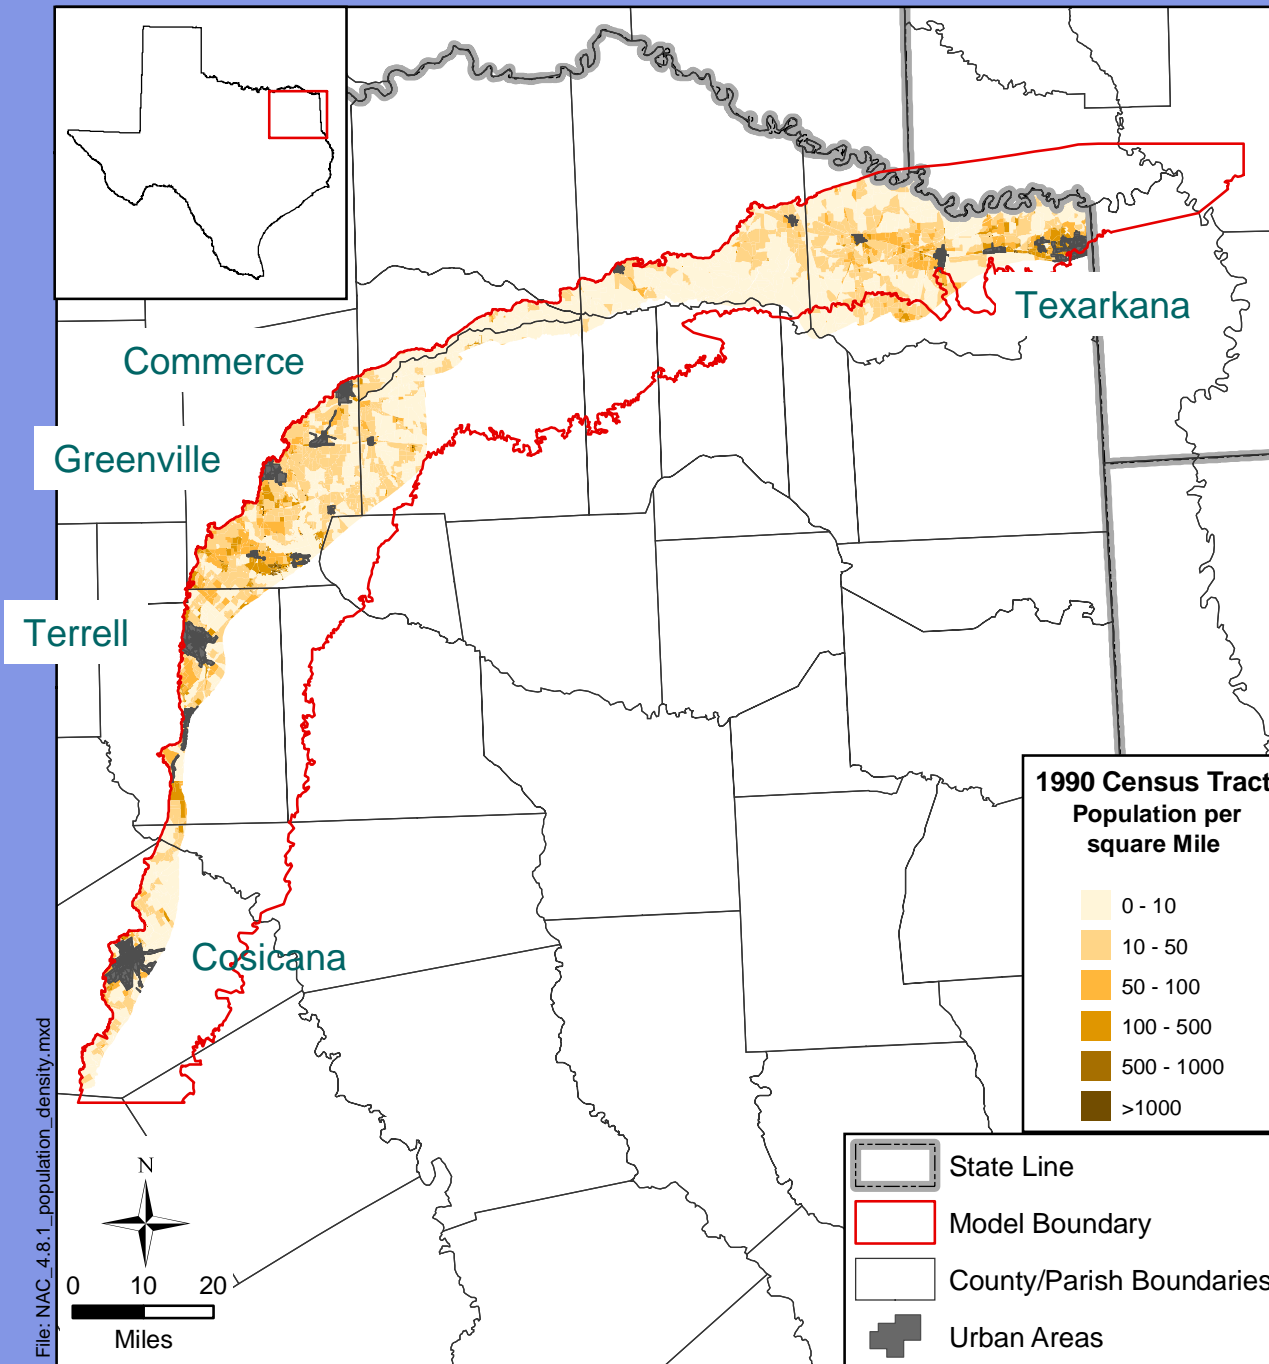 Commerce
Greenville
Terrell
Cosicana
Texarkana
1990 Census Tract
Population per
square Mile
0 - 10
10 - 50
50 - 100
100 - 500
500 - 1000
>1000
State Line
Model Boundary
County/Parish Boundaries
Urban Areas
N
0 10 20
Miles
File: NAC_4.8.1_population_density.mxd